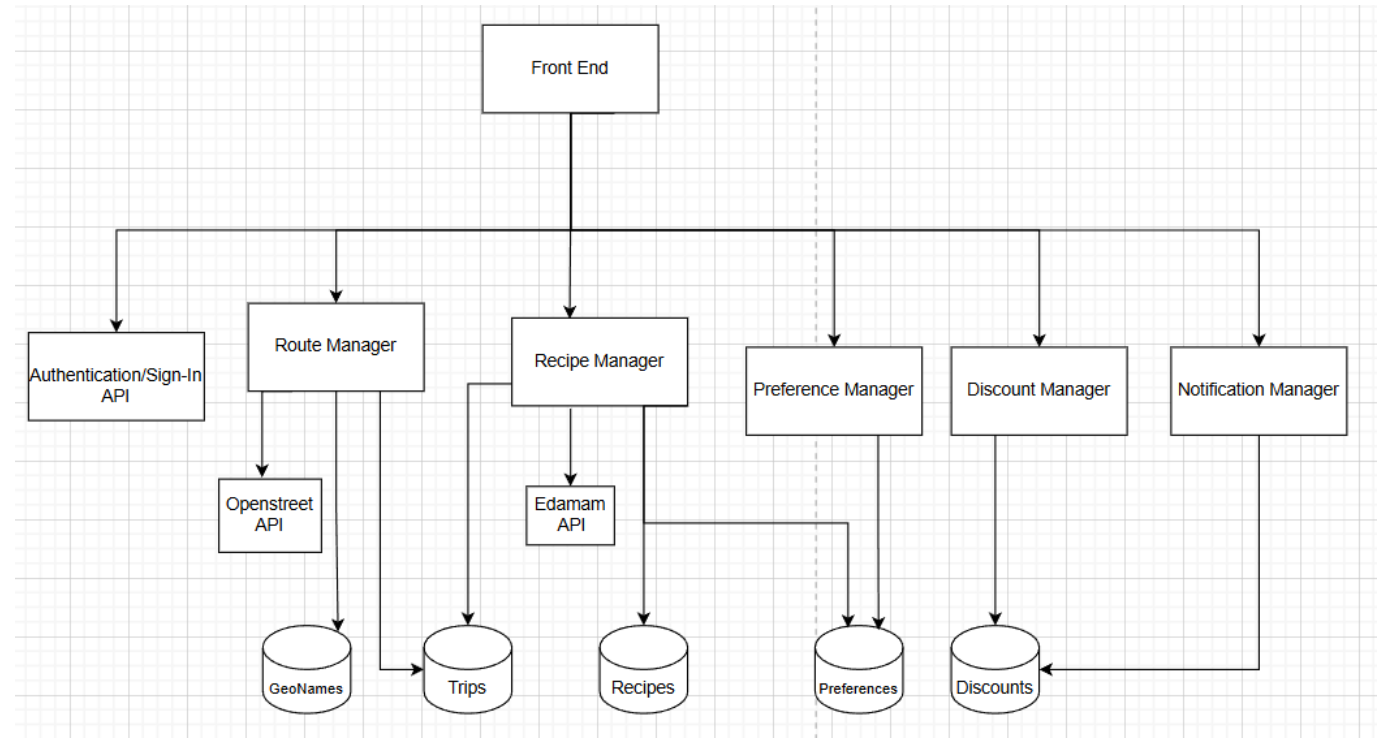 Front End
Authentication/Sign-In
API
Route Manager
Recipe Manager
Preference Manager
Discount Manager
Notification Manager
Openstreet
API
Edamam
API
GeoNames
Trips
Recipes
Preferences
Discounts